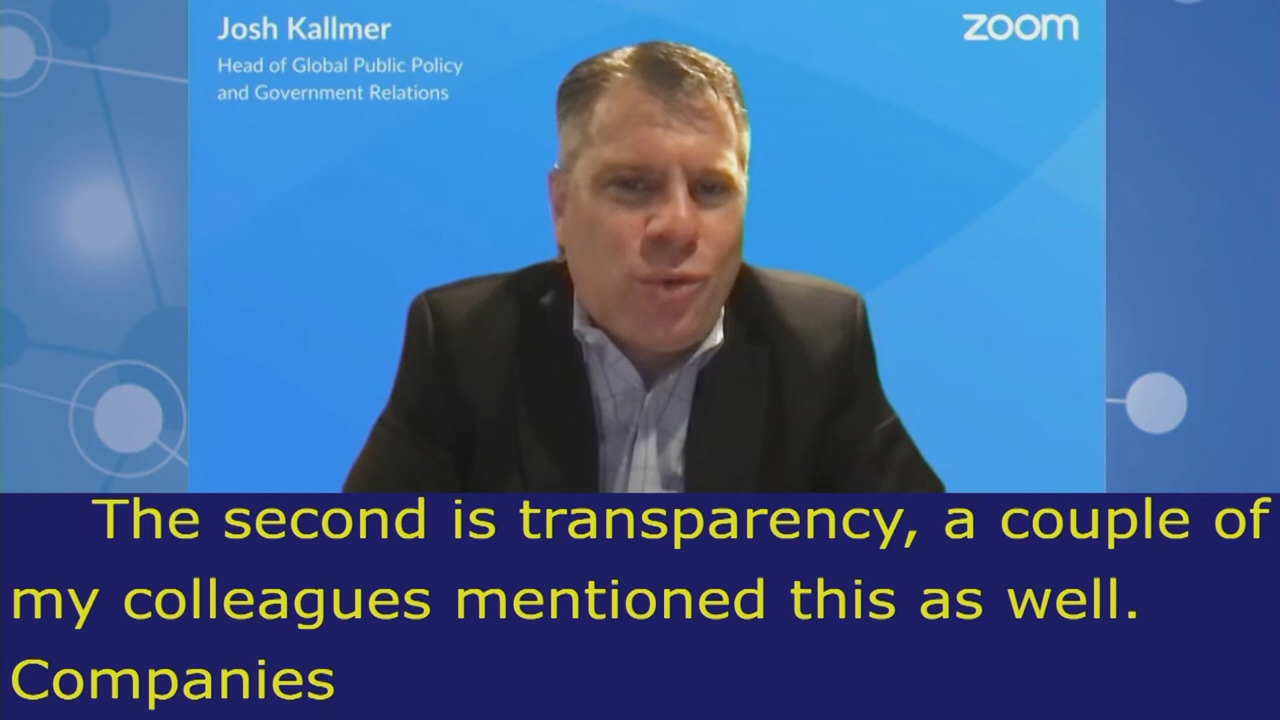 Josh Kallmer
zoom
Head of Global Public Policy
and Government Relations
The second is transparency, a couple of
my colleagues mentioned this as well.
Companies